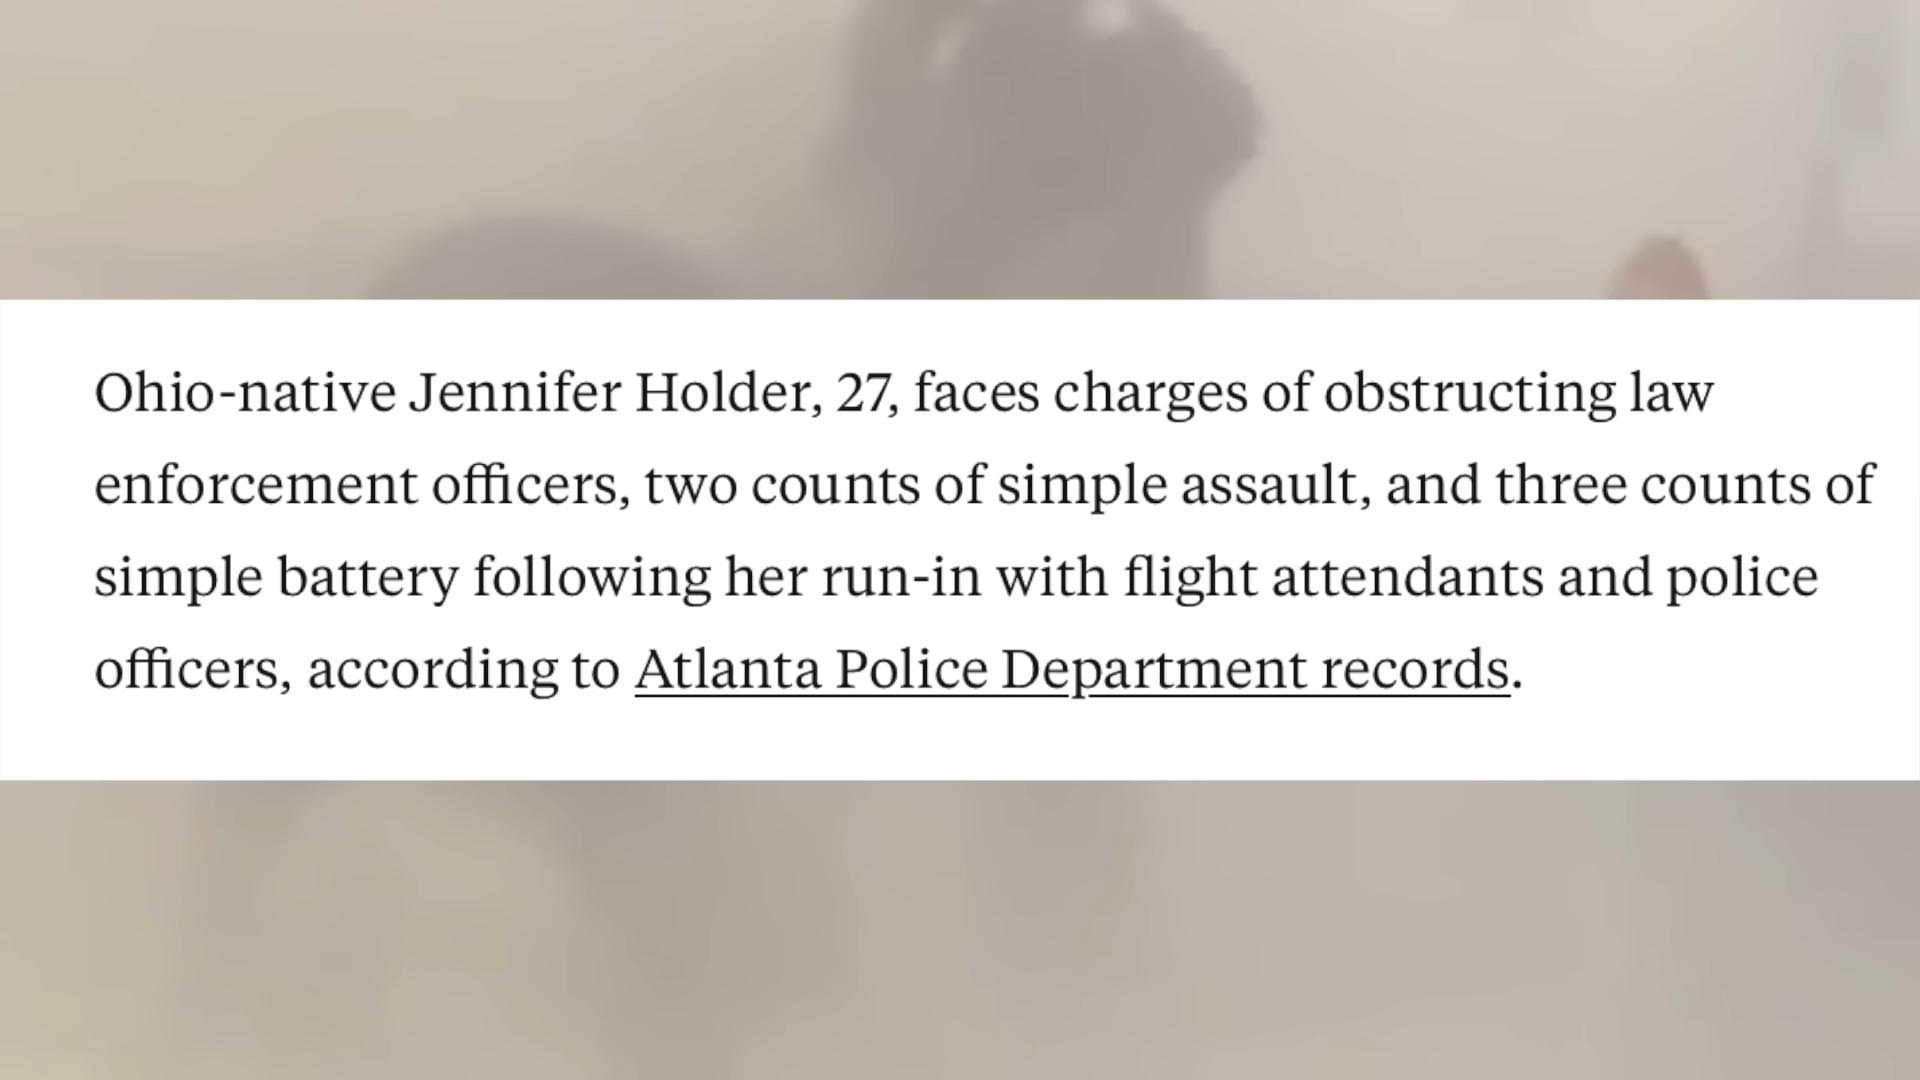 Ohio-native Jennifer Holder, 27, faces charges of obstructing law
enforcement officers, two counts of simple assault, and three counts of
simple battery following her run-in with flight attendants and police
officers, according to Atlanta Police Department records.